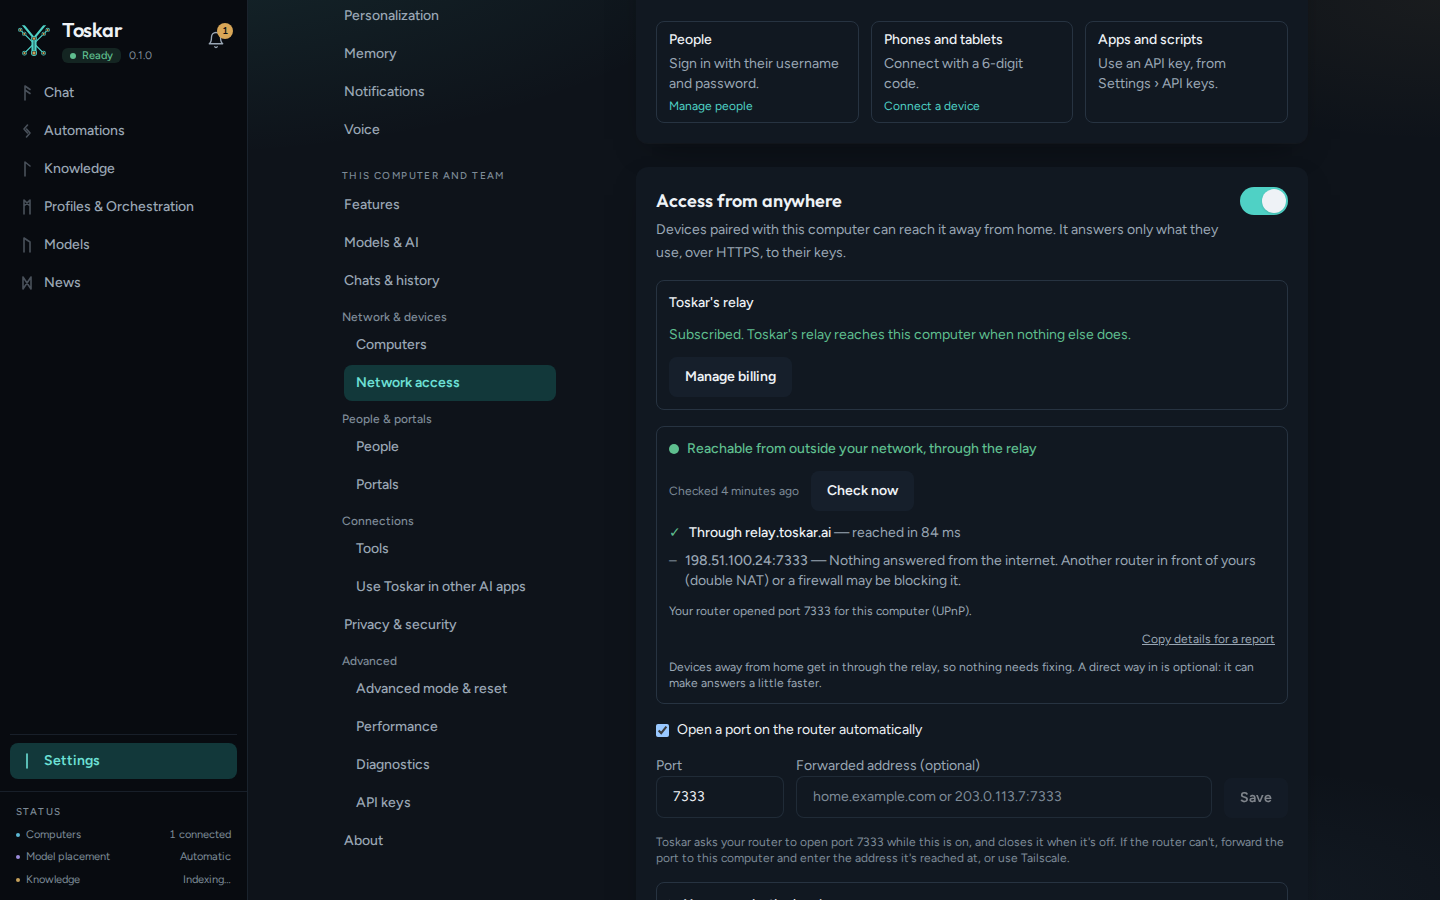 Toskar
1
Ready 0.1.0
Chat
Automations
Knowledge
Profiles & Orchestration
Models
News
Settings
STATUS
Computers 1 connected
Model placement Automatic
Knowledge Indexing...
Personalization
Memory
Notifications
Voice
THIS COMPUTER AND TEAM
Features
Models & AI
Chats & history
Network & devices
Computers
Network access
People & portals
People
Portals
Connections
Tools
Use Toskar in other AI apps
Privacy & security
Advanced
Advanced mode & reset
Performance
Diagnostics
API keys
About
People
Sign in with their username
and password.
Manage people
Phones and tablets
Connect with a 6-digit
code.
Connect a device
Apps and scripts
Use an API key, from
Settings › API keys.
Access from anywhere
Devices paired with this computer can reach it away from home. It answers only what they
use, over HTTPS, to their keys.
Toskar's relay
Subscribed. Toskar's relay reaches this computer when nothing else does.
Manage billing
Reachable from outside your network, through the relay
Checked 4 minutes ago Check now
✓ Through relay.toskar.ai — reached in 84 ms
– 198.51.100.24:7333 — Nothing answered from the internet. Another router in front of yours
(double NAT) or a firewall may be blocking it.
Your router opened port 7333 for this computer (UPnP).
Copy details for a report
Devices away from home get in through the relay, so nothing needs fixing. A direct way in is optional: it can
make answers a little faster.
Open a port on the router automatically
Port Forwarded address (optional)
7333 home.example.com or 203.0.113.7:7333 Save
Toskar asks your router to open port 7333 while this is on, and closes it when it's off. If the router can't, forward the
port to this computer and enter the address it's reached at, or use Tailscale.